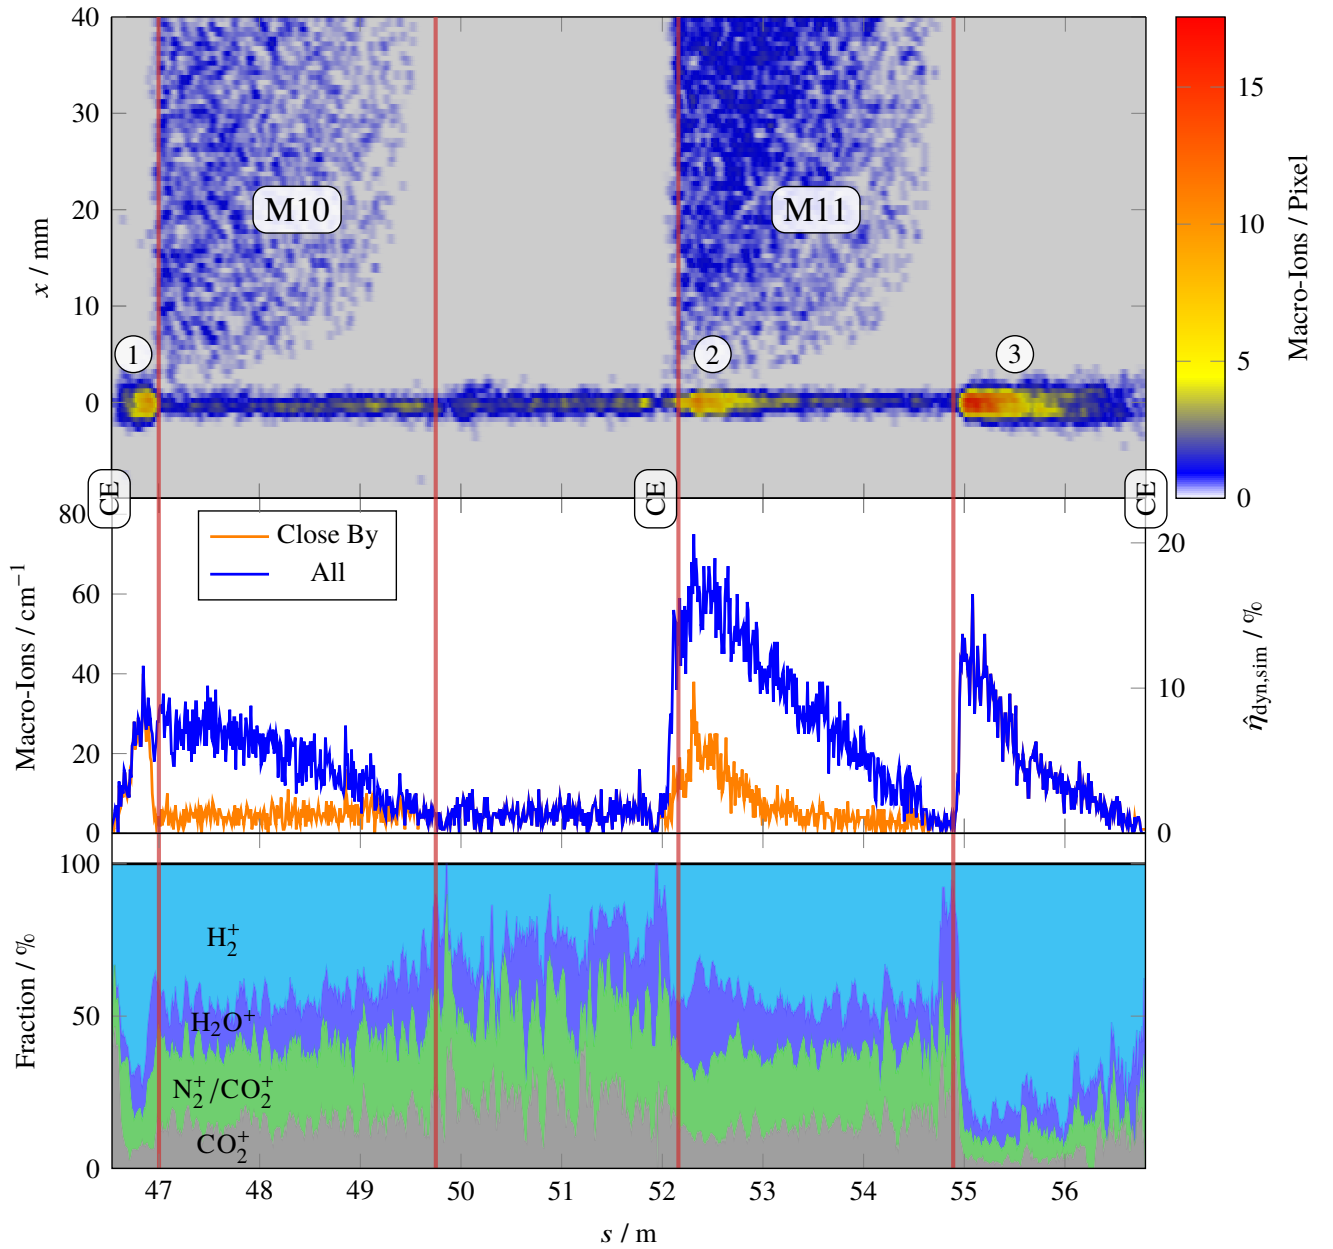 40
30
20
10
0
x / mm
M10
M11
1
2
3
CE
CE
CE
15
10
5
0
Macro-Ions / Pixel
80
60
40
20
0
Macro-Ions / cm⁻¹
Close By
All
20
10
0
η̂dyn,sim / %
100
50
0
Fraction / %
H₂⁺
H₂O⁺
N₂⁺/CO₂⁺
CO₂⁺
47 48 49 50 51 52 53 54 55 56
s / m